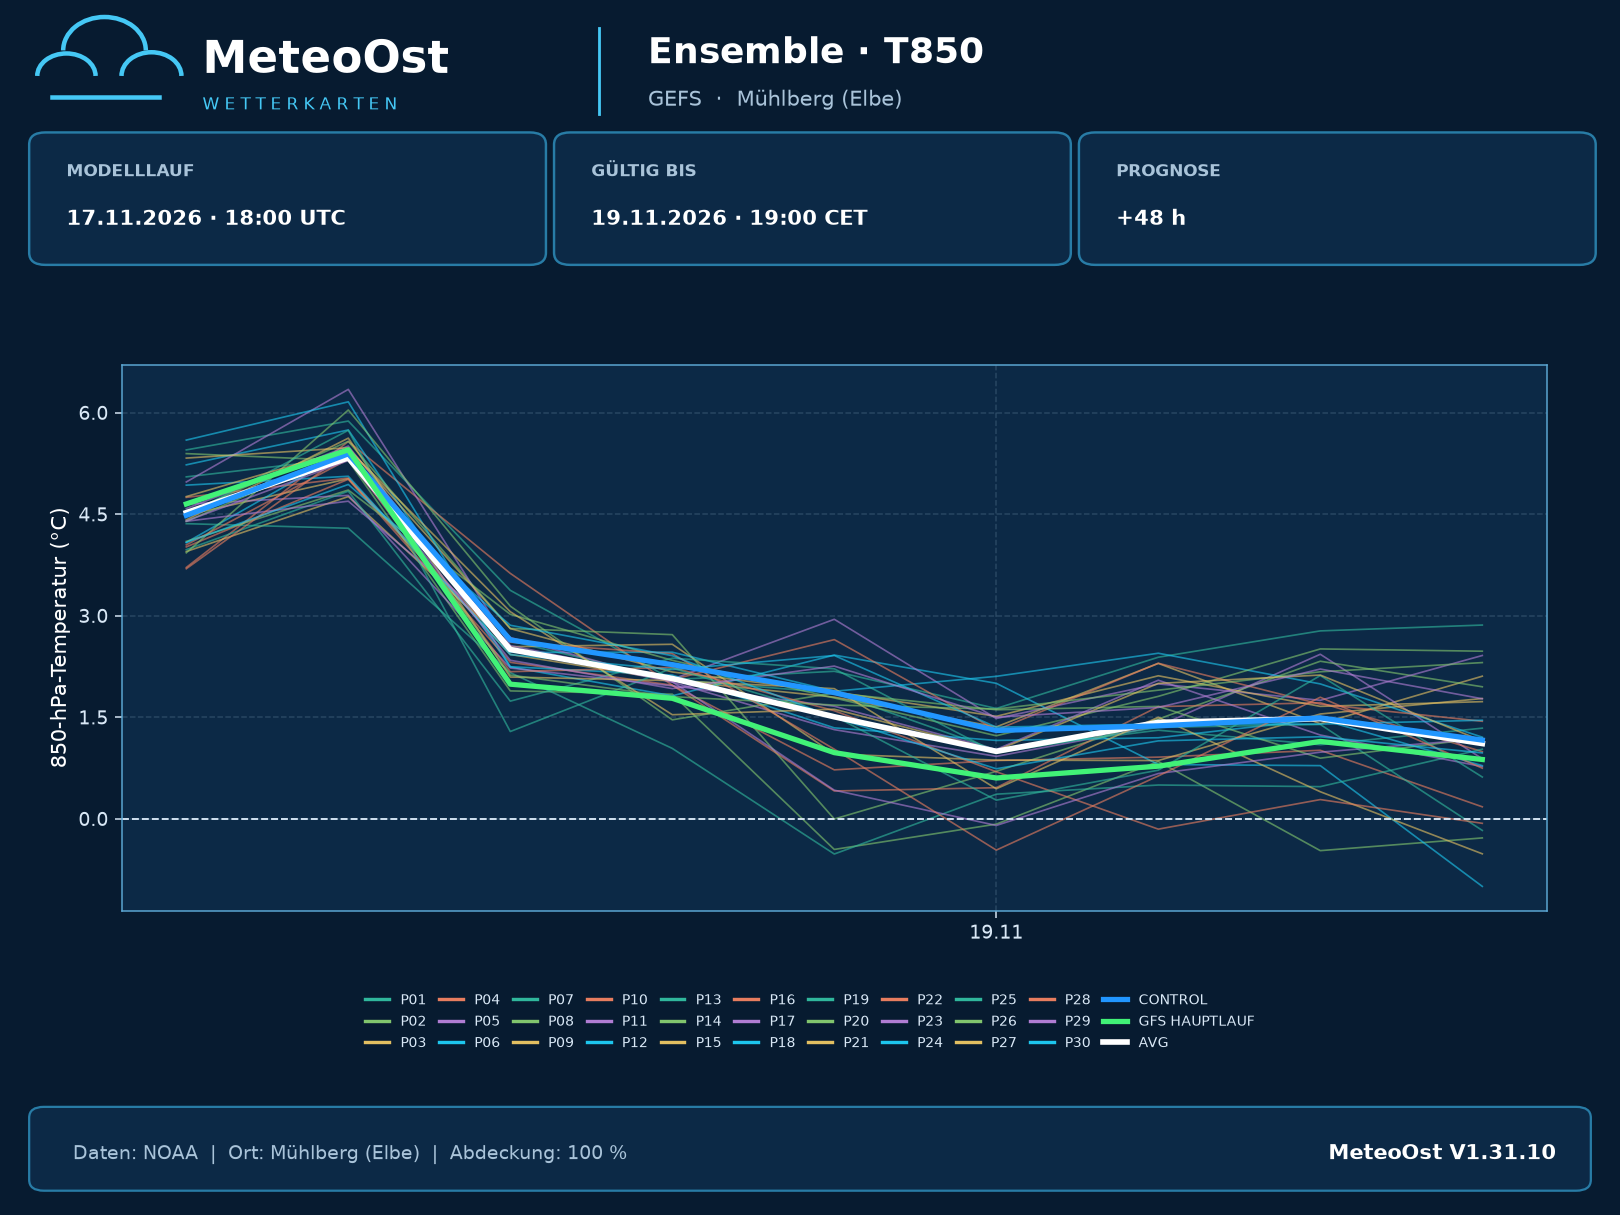 MeteoOst
WETTERKARTEN
Ensemble · T850
GEFS · Mühlberg (Elbe)
MODELLLAUF
17.11.2026 · 18:00 UTC
GÜLTIG BIS
19.11.2026 · 19:00 CET
PROGNOSE
+48 h
850-hPa-Temperatur (°C)
6.0
4.5
3.0
1.5
0.0
19.11
P01 P04 P07 P10 P13 P16 P19 P22 P25 P28 CONTROL
P02 P05 P08 P11 P14 P17 P20 P23 P26 P29 GFS HAUPTLAUF
P03 P06 P09 P12 P15 P18 P21 P24 P27 P30 AVG
Daten: NOAA | Ort: Mühlberg (Elbe) | Abdeckung: 100 %
MeteoOst V1.31.10